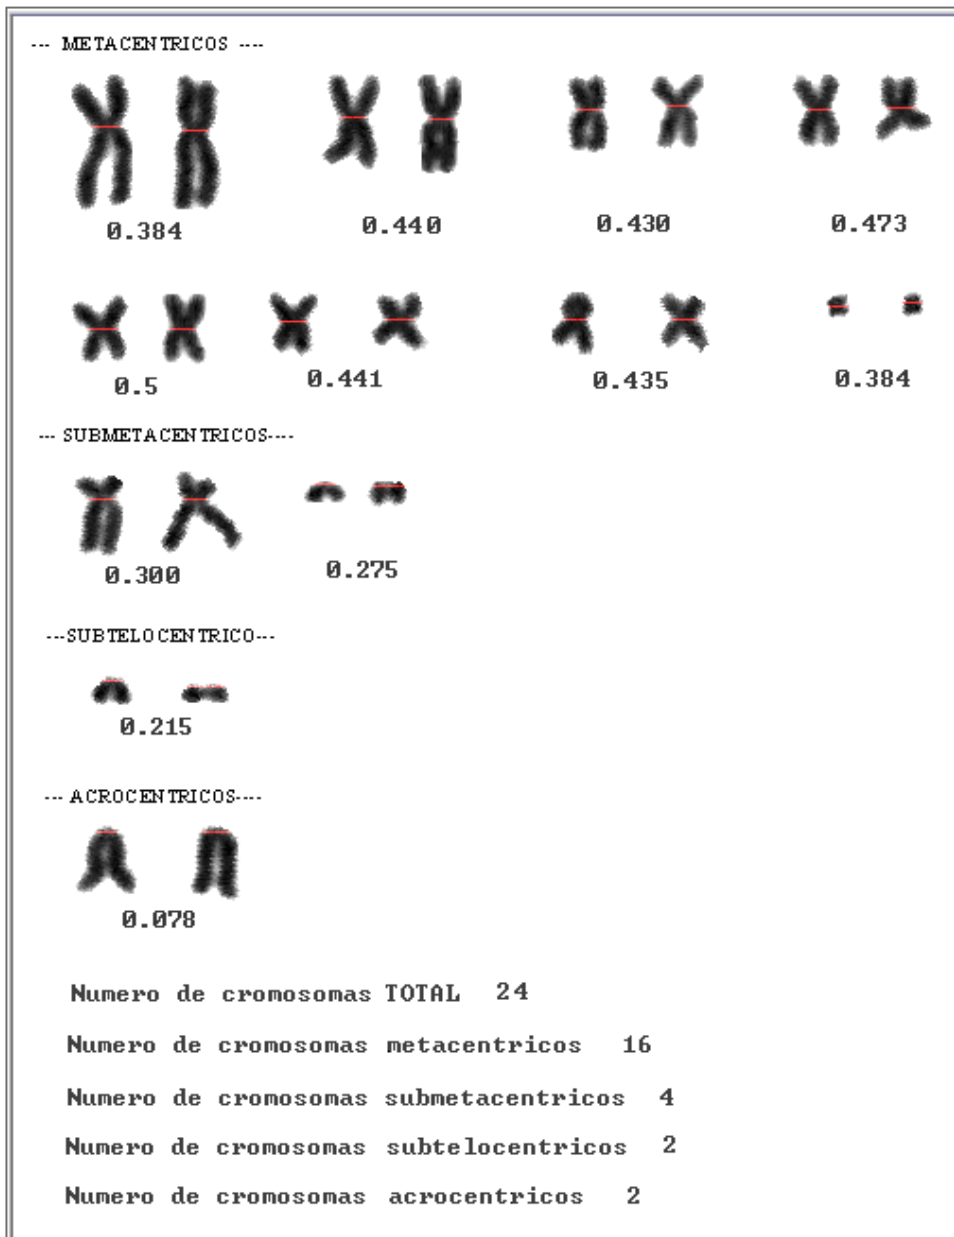 --- METACENTRICOS ----
0.384 0.440 0.430 0.473
0.5 0.441 0.435 0.384
--- SUBMETACENTRICOS----
0.300 0.275
---SUBTELOCENTRICO---
0.215
--- ACROCENTRICOS----
0.078
Numero de cromosomas TOTAL 24
Numero de cromosomas metacentricos 16
Numero de cromosomas submetacentricos 4
Numero de cromosomas subtelocentricos 2
Numero de cromosomas acrocentricos 2